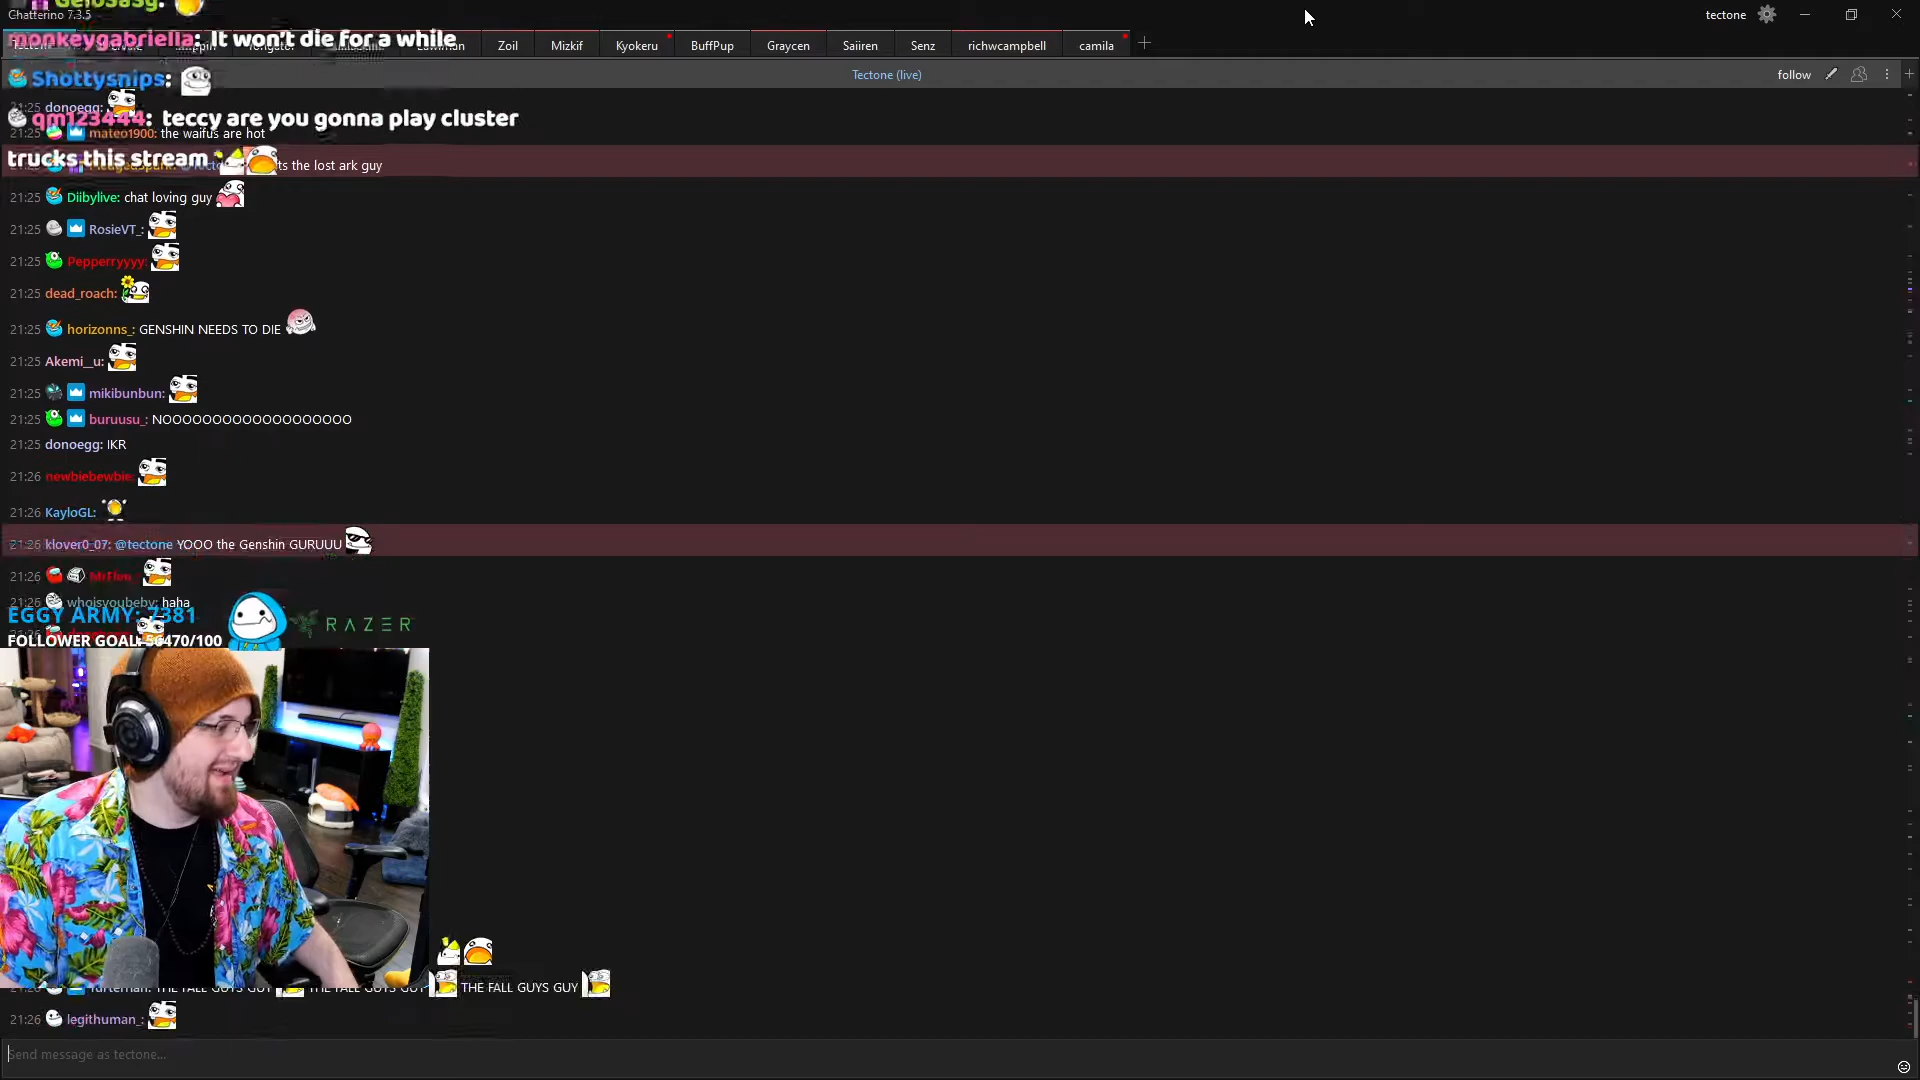 Chatterino 7.3.5
tectone
monkeygabriella: It won't die for a while
Zoil
Mizkif
Kyokeru
BuffPup
Graycen
Saiiren
Senz
richwcampbell
camila
Tectone (live)
follow
Shottysnips:
21:25 donoegg:
qm123444: teccy are you gonna play cluster
21:25 mateo1900: the waifus are hot
trucks this stream
ts the lost ark guy
21:25 Diibylive: chat loving guy
21:25 RosieVT_:
21:25 Pepperryyyy:
21:25 dead_roach:
21:25 horizonns_: GENSHIN NEEDS TO DIE
21:25 Akemi__u:
21:25 mikibunbun:
21:25 buruusu_: NOOOOOOOOOOOOOOOOOOO
21:25 donoegg: IKR
21:26 newbiebewbie:
21:26 KayloGL:
21:26 klover0_07: @tectone YOOO the Genshin GURUUU
21:26
21:26 whoisyoubeby: haha
EGGY ARMY: 7381
RAZER
FOLLOWER GOAL: 56470/100
THE FALL GUYS GUY THE FALL GUYS GUY THE FALL GUYS GUY
21:26 legithuman_:
Send message as tectone...